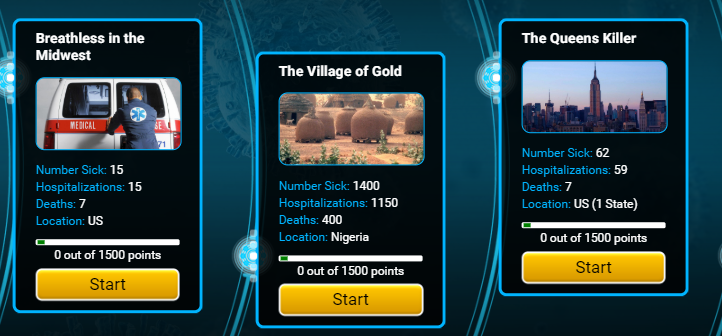 Breathless in the
Midwest
MEDICAL
SE
71
Number Sick: 15
Hospitalizations: 15
Deaths: 7
Location: US
0 out of 1500 points
Start
The Village of Gold
Number Sick: 1400
Hospitalizations: 1150
Deaths: 400
Location: Nigeria
0 out of 1500 points
Start
The Queens Killer
Number Sick: 62
Hospitalizations: 59
Deaths: 7
Location: US (1 State)
0 out of 1500 points
Start